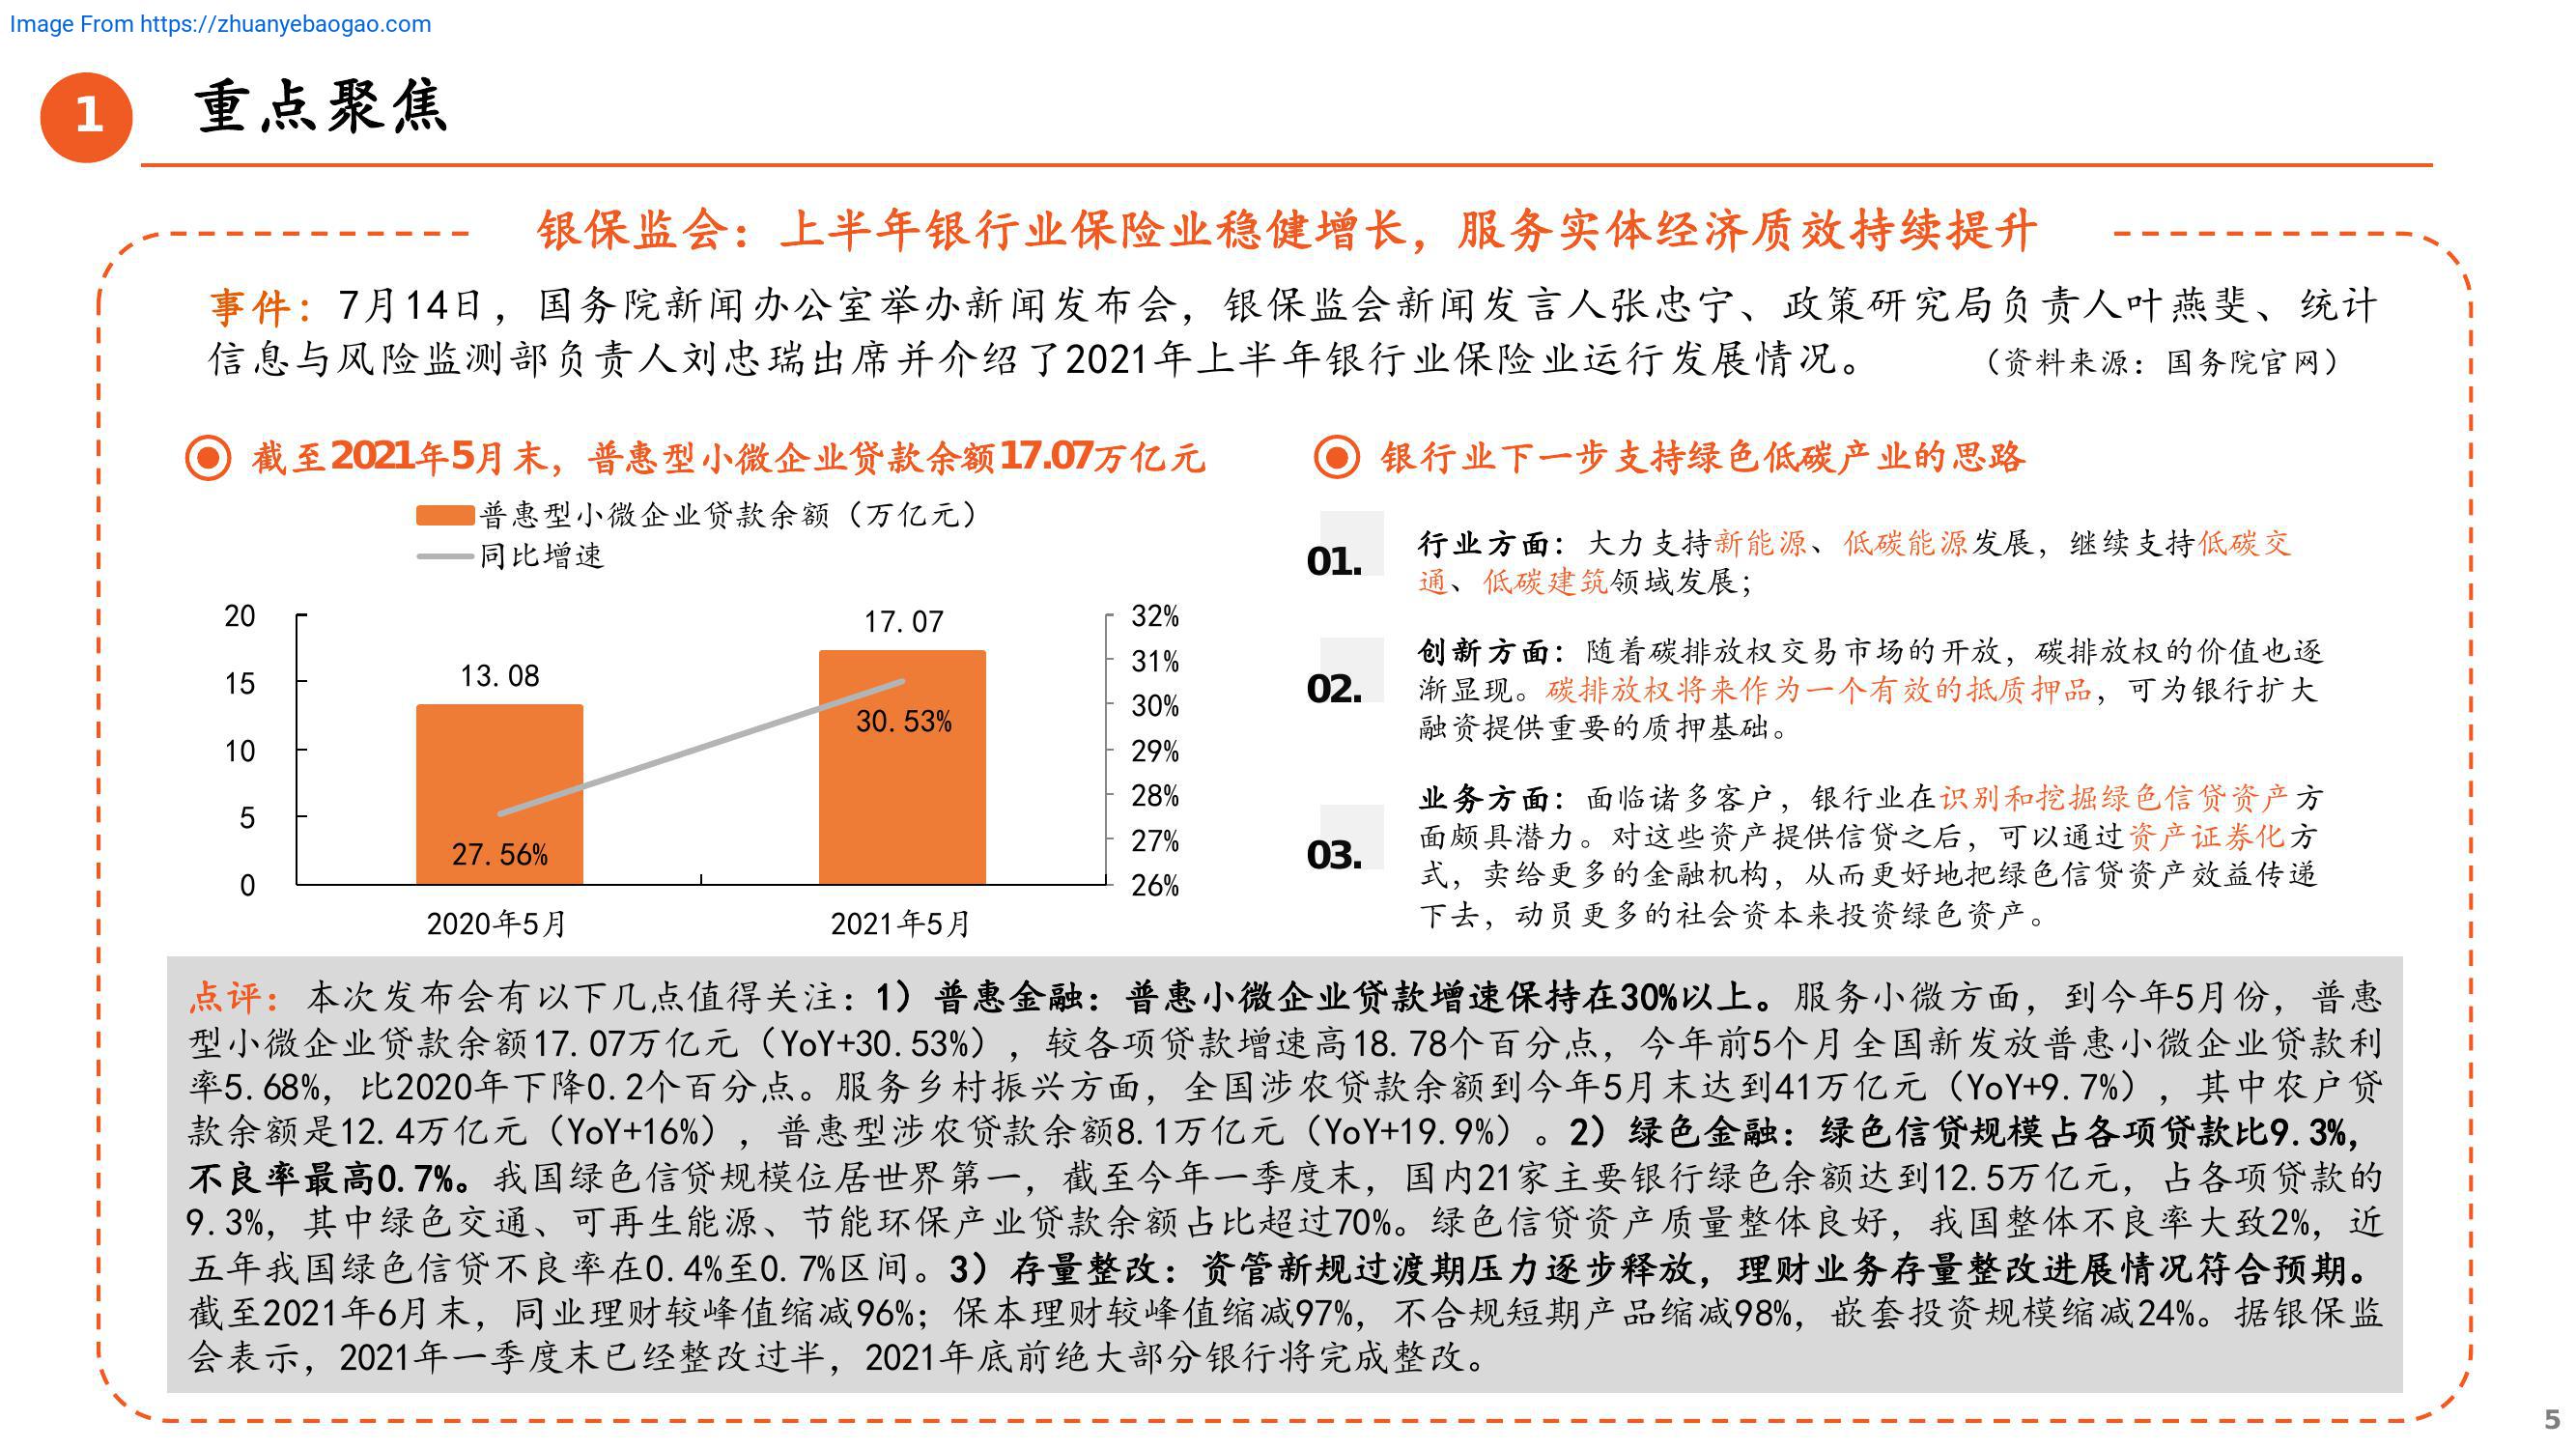 Image From https://zhuanyebaogao.com
1
重点聚焦
银保监会：上半年银行业保险业稳健增长，服务实体经济质效持续提升
事件：7月14日，国务院新闻办公室举办新闻发布会，银保监会新闻发言人张忠宁、政策研究局负责人叶燕斐、统计
信息与风险监测部负责人刘忠瑞出席并介绍了2021年上半年银行业保险业运行发展情况。 （资料来源：国务院官网）
截至2021年5月末，普惠型小微企业贷款余额17.07万亿元
普惠型小微企业贷款余额（万亿元）
同比增速
20
15
10
5
0
13.08
27.56%
17.07
30.53%
32%
31%
30%
29%
28%
27%
26%
2020年5月
2021年5月
银行业下一步支持绿色低碳产业的思路
01.
行业方面：大力支持新能源、低碳能源发展，继续支持低碳交
通、低碳建筑领域发展；
02.
创新方面：随着碳排放权交易市场的开放，碳排放权的价值也逐
渐显现。碳排放权将来作为一个有效的抵质押品，可为银行扩大
融资提供重要的质押基础。
03.
业务方面：面临诸多客户，银行业在识别和挖掘绿色信贷资产方
面颇具潜力。对这些资产提供信贷之后，可以通过资产证券化方
式，卖给更多的金融机构，从而更好地把绿色信贷资产效益传递
下去，动员更多的社会资本来投资绿色资产。
点评：本次发布会有以下几点值得关注：1）普惠金融：普惠小微企业贷款增速保持在30%以上。服务小微方面，到今年5月份，普惠
型小微企业贷款余额17.07万亿元（YoY+30.53%），较各项贷款增速高18.78个百分点，今年前5个月全国新发放普惠小微企业贷款利
率5.68%，比2020年下降0.2个百分点。服务乡村振兴方面，全国涉农贷款余额到今年5月末达到41万亿元（YoY+9.7%），其中农户贷
款余额是12.4万亿元（YoY+16%），普惠型涉农贷款余额8.1万亿元（YoY+19.9%）。2）绿色金融：绿色信贷规模占各项贷款比9.3%，
不良率最高0.7%。我国绿色信贷规模位居世界第一，截至今年一季度末，国内21家主要银行绿色余额达到12.5万亿元，占各项贷款的
9.3%，其中绿色交通、可再生能源、节能环保产业贷款余额占比超过70%。绿色信贷资产质量整体良好，我国整体不良率大致2%，近
五年我国绿色信贷不良率在0.4%至0.7%区间。3）存量整改：资管新规过渡期压力逐步释放，理财业务存量整改进展情况符合预期。
截至2021年6月末，同业理财较峰值缩减96%；保本理财较峰值缩减97%，不合规短期产品缩减98%，嵌套投资规模缩减24%。据银保监
会表示，2021年一季度末已经整改过半，2021年底前绝大部分银行将完成整改。
5